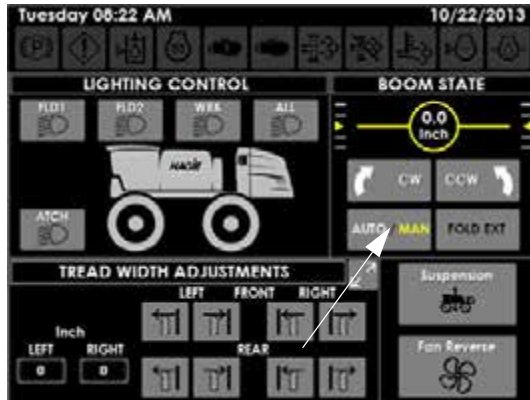 Tuesday 08:22 AM 10/22/2013
LIGHTING CONTROL BOOM STATE
FLD1 FLD2 WRK ALL
0.0
Inch
HAGIE
CW CCW
ATCH
AUTO / MAN FOLD EXT
TREAD WIDTH ADJUSTMENTS
LEFT FRONT RIGHT
Suspension
Inch
LEFT RIGHT
REAR
Fan Reverse
0 0